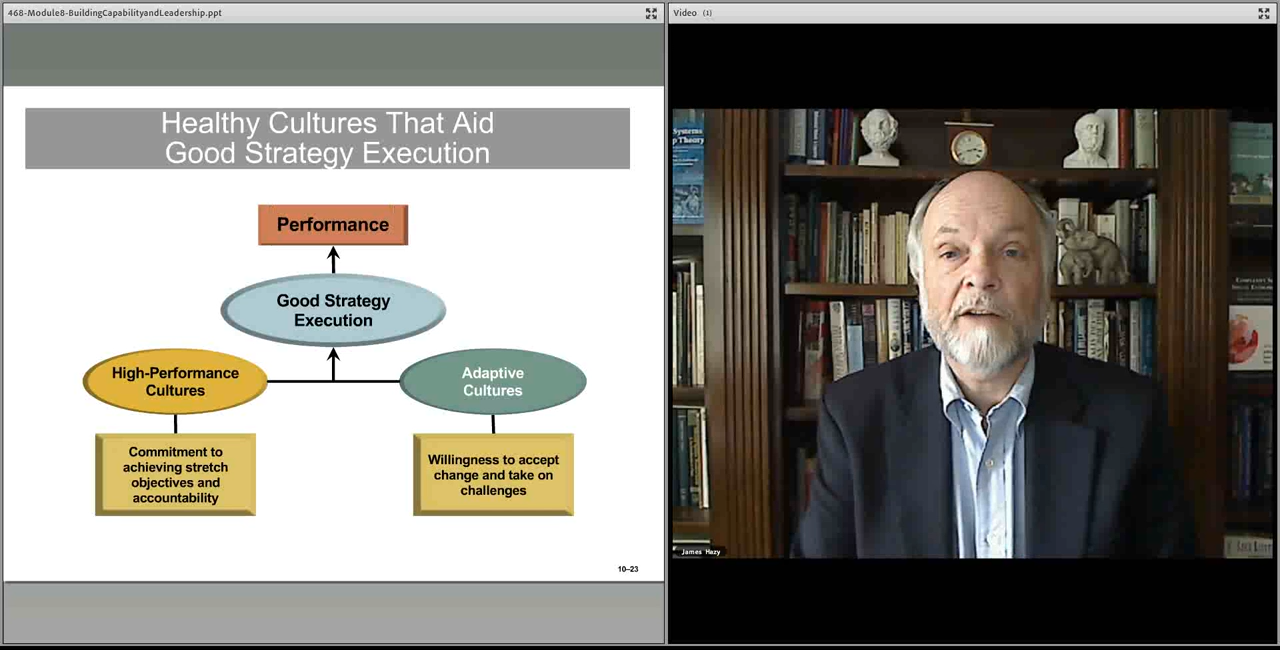 468-Module8-BuildingCapabilityandLeadership.ppt
Healthy Cultures That Aid
Good Strategy Execution
Performance
Good Strategy
Execution
High-Performance
Cultures
Adaptive
Cultures
Commitment to
achieving stretch
objectives and
accountability
Willingness to accept
change and take on
challenges
10–23
Video (1)
Systems
p Theory
James Hazy